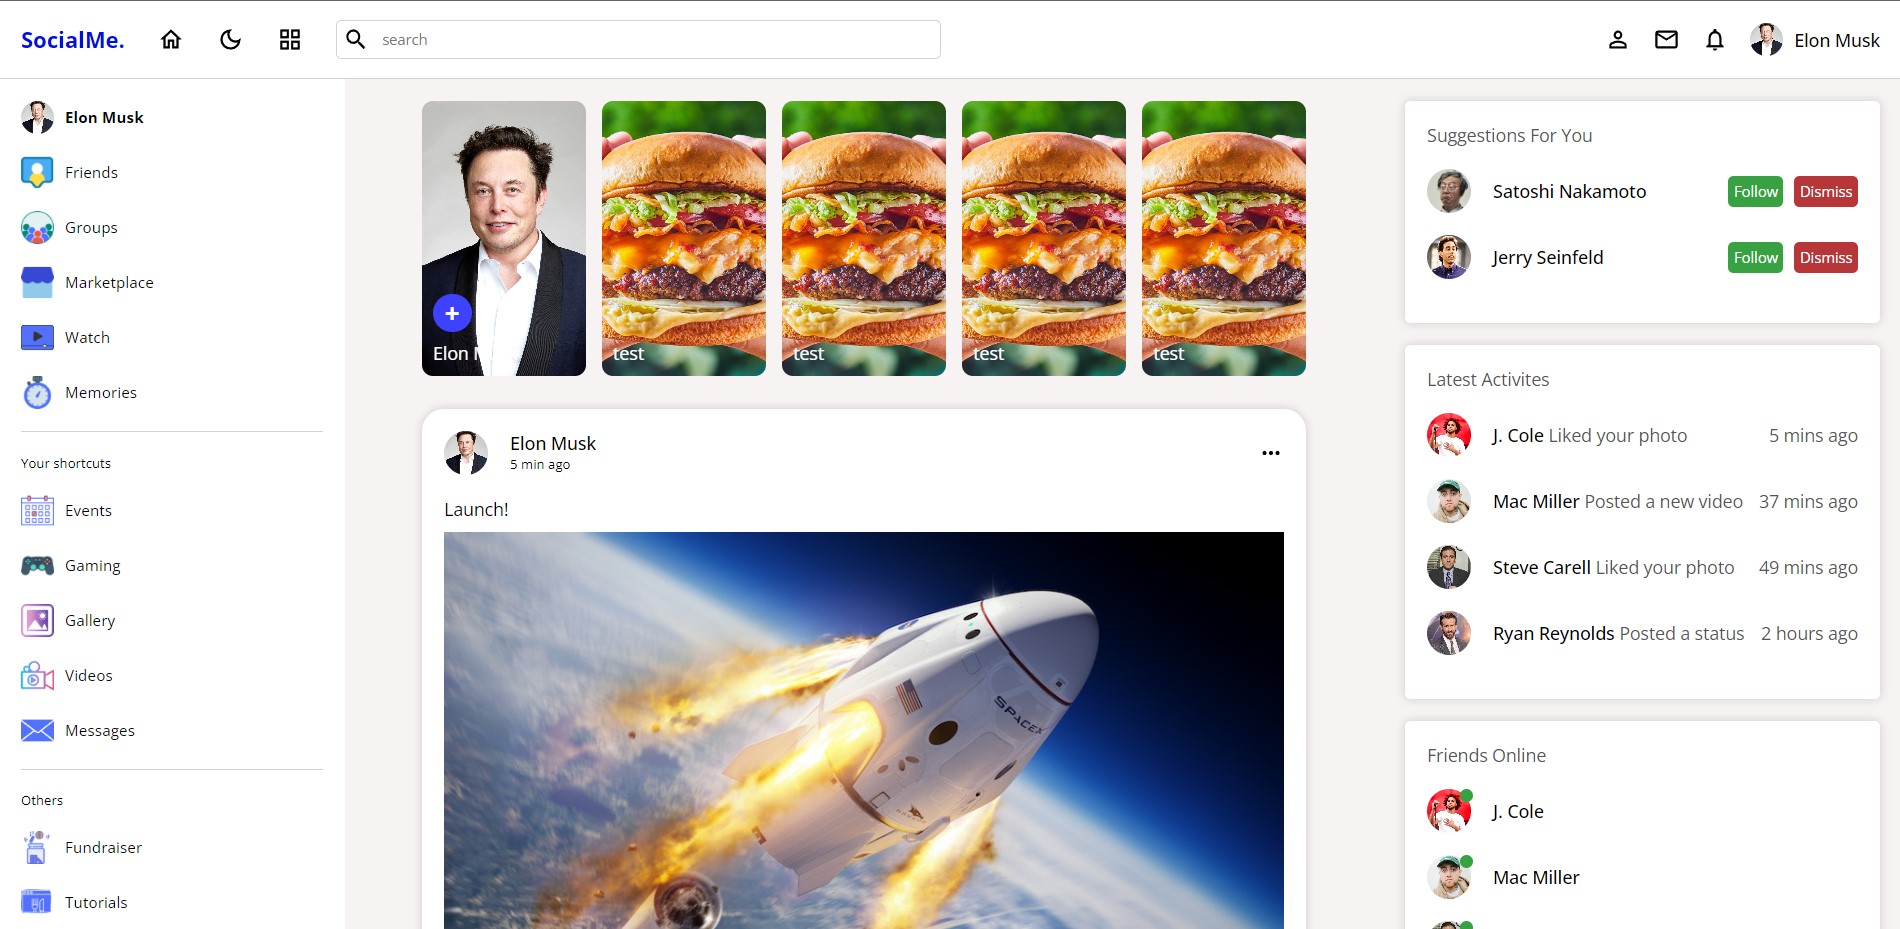 SocialMe.
search
Elon Musk
Elon Musk
Friends
Groups
Marketplace
Watch
Memories
Your shortcuts
Events
Gaming
Gallery
Videos
Messages
Others
Fundraiser
Tutorials
Elon
test
test
test
test
Elon Musk
5 min ago
Launch!
SPACEX
Suggestions For You
Satoshi Nakamoto Follow Dismiss
Jerry Seinfeld Follow Dismiss
Latest Activites
J. Cole Liked your photo 5 mins ago
Mac Miller Posted a new video 37 mins ago
Steve Carell Liked your photo 49 mins ago
Ryan Reynolds Posted a status 2 hours ago
Friends Online
J. Cole
Mac Miller